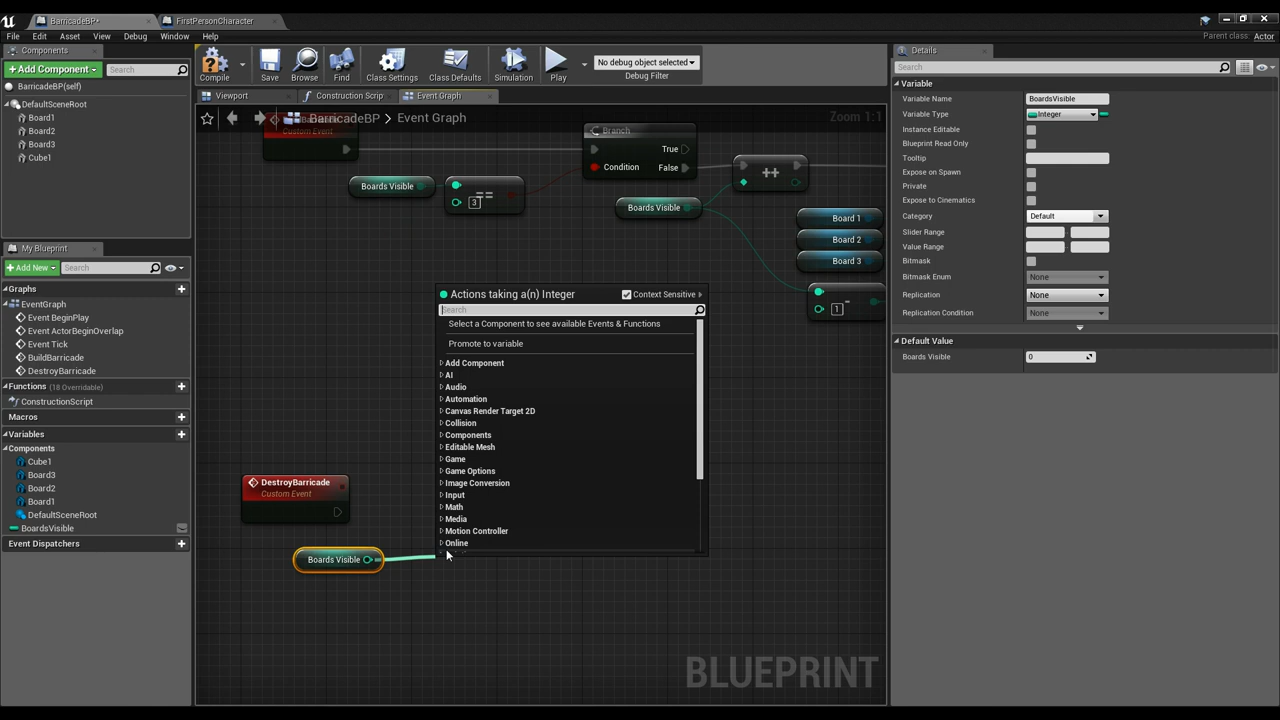 BarricadeBP*
FirstPersonCharacter
File
Edit
Asset
View
Debug
Window
Help
Parent class: Actor
Components
+ Add Component
Search
BarricadeBP(self)
DefaultSceneRoot
Board1
Board2
Board3
Cube1
My Blueprint
+ Add New
Search
Graphs
EventGraph
Event BeginPlay
Event ActorBeginOverlap
Event Tick
BuildBarricade
DestroyBarricade
Functions (18 Overridable)
ConstructionScript
Macros
Variables
Components
Cube1
Board3
Board2
Board1
DefaultSceneRoot
BoardsVisible
Event Dispatchers
Compile
Save
Browse
Find
Class Settings
Class Defaults
Simulation
Play
No debug object selected
Debug Filter
Viewport
Construction Scrip
Event Graph
BarricadeBP > Event Graph
Zoom 1:1
Custom Event
Branch
True
Condition
False
Boards Visible
==
3
++
Boards Visible
Board 1
Board 2
Board 3
1
-
Actions taking a(n) Integer
Context Sensitive
Search
Select a Component to see available Events & Functions
Promote to variable
Add Component
AI
Audio
Automation
Canvas Render Target 2D
Collision
Components
Editable Mesh
Game
Game Options
Image Conversion
Input
Math
Media
Motion Controller
Online
DestroyBarricade
Custom Event
Boards Visible
BLUEPRINT
Details
Search
Variable
Variable Name
BoardsVisible
Variable Type
Integer
Instance Editable
Blueprint Read Only
Tooltip
Expose on Spawn
Private
Expose to Cinematics
Category
Default
Slider Range
Value Range
Bitmask
Bitmask Enum
None
Replication
None
Replication Condition
None
Default Value
Boards Visible
0